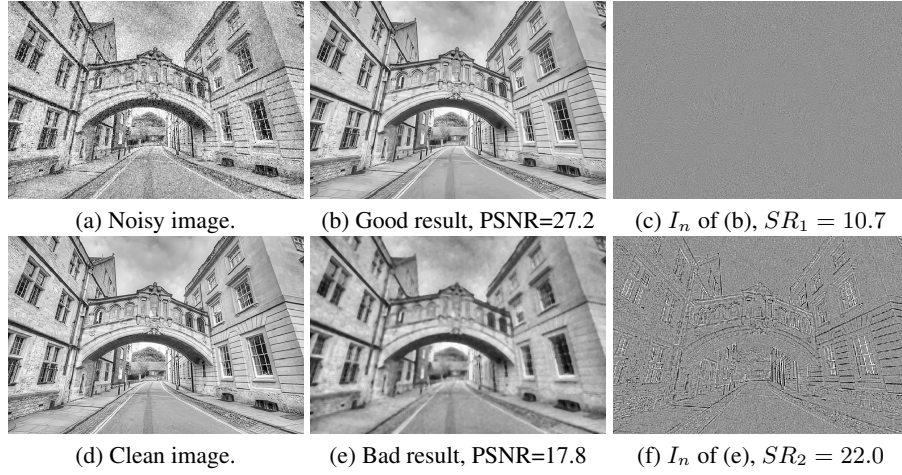 (a) Noisy image.
(b) Good result, PSNR=27.2
(c) $I_n$ of (b), $SR_1 = 10.7$
(d) Clean image.
(e) Bad result, PSNR=17.8
(f) $I_n$ of (e), $SR_2 = 22.0$